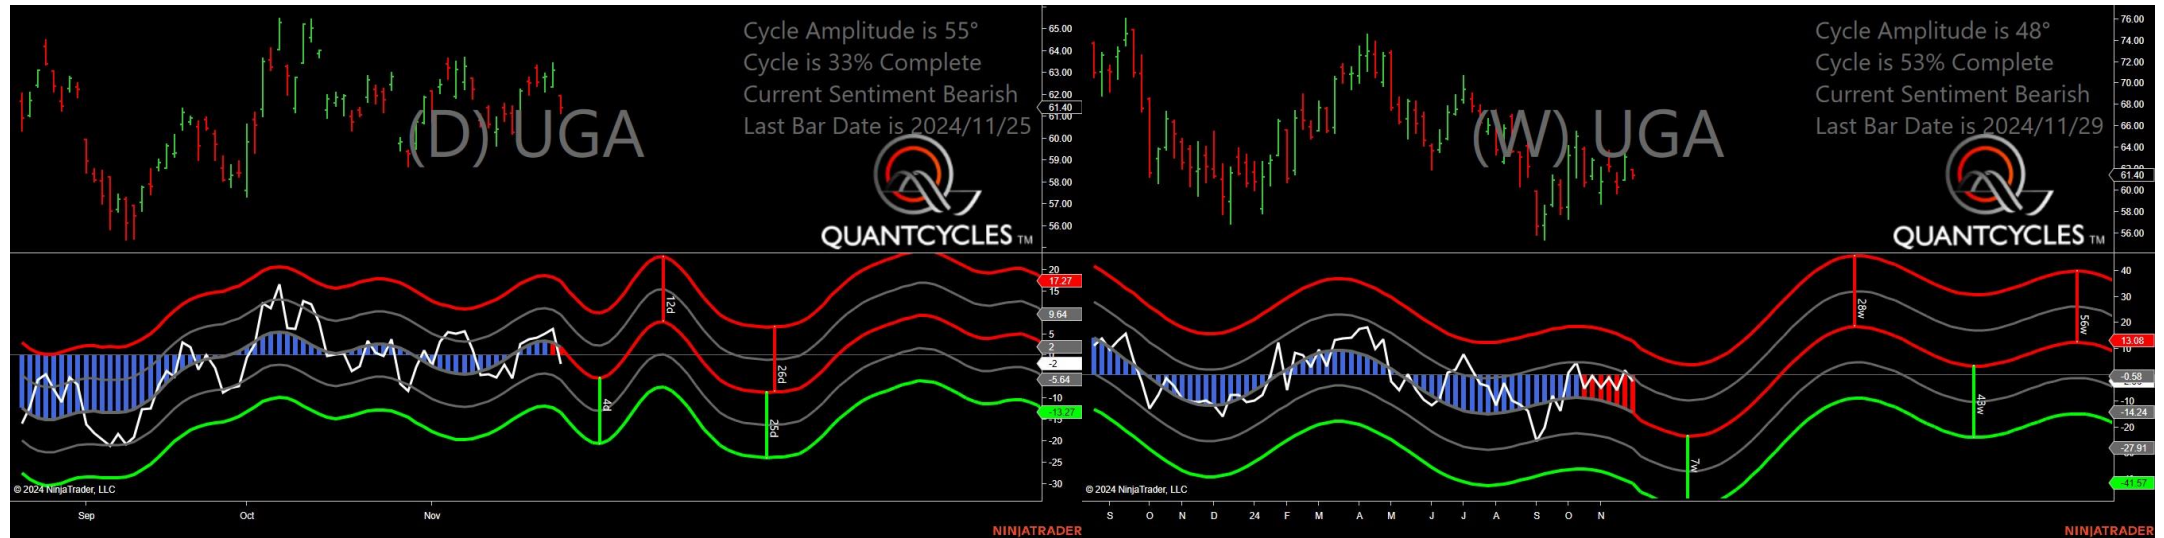 Cycle Amplitude is 55°
Cycle is 33% Complete
Current Sentiment Bearish
Last Bar Date is 2024/11/25
(D) UGA
QUANTCYCLES TM
65.00
64.00
63.00
62.00
61.40
61.00
60.00
59.00
58.00
57.00
56.00
20
17.27
15
9.64
5
2
-2
-5.64
-10
-13.27
-15
-20
-25
-30
4d
12d
26d
25d
© 2024 NinjaTrader, LLC
Sep Oct Nov
NINJATRADER
Cycle Amplitude is 48°
Cycle is 53% Complete
Current Sentiment Bearish
Last Bar Date is 2024/11/29
(W) UGA
QUANTCYCLES TM
76.00
74.00
72.00
70.00
68.00
66.00
64.00
61.40
60.00
58.00
56.00
40
30
20
13.08
10
-0.58
-10
-14.24
-20
-27.91
-41.57
7w
28w
48w
56w
© 2024 NinjaTrader, LLC
S O N D 24 F M A M J J A S O N
NINJATRADER